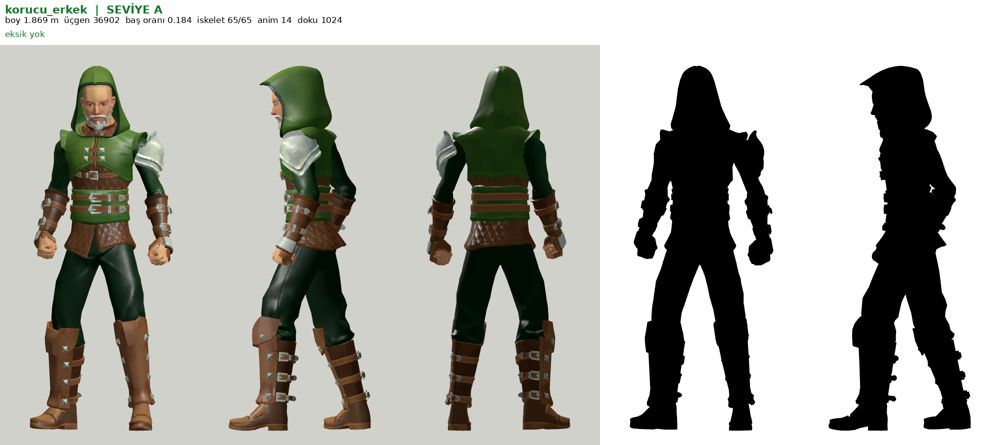 korucu_erkek | SEVİYE A
boy 1.869 m üçgen 36902 baş oranı 0.184 iskelet 65/65 anim 14 doku 1024
eksik yok